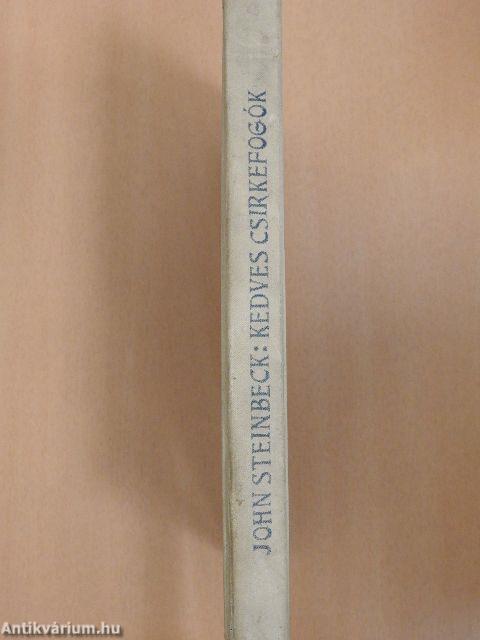 JOHN STEINBECK: KEDVES CSIRKEFOGÓK
Antikvárium.hu